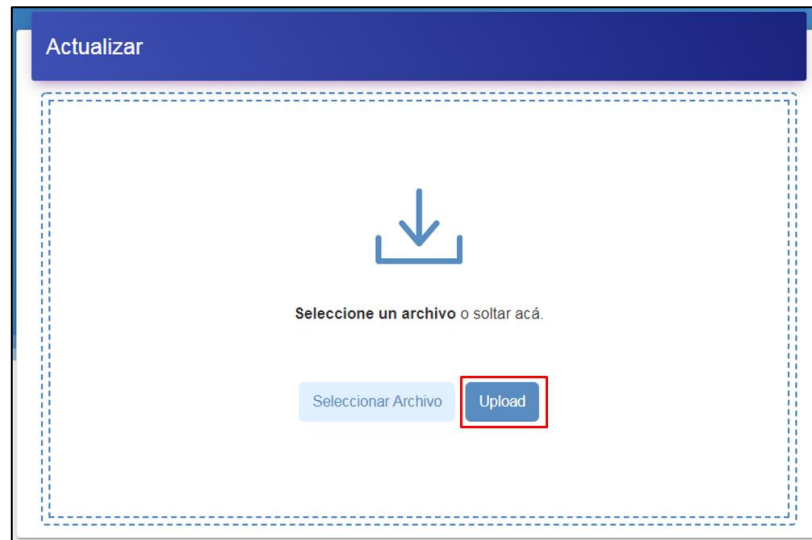 Actualizar
Seleccione un archivo o soltar acá.
Seleccionar Archivo
Upload